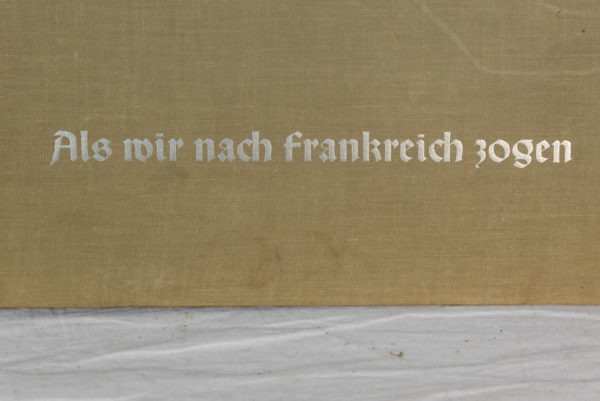 Als wir nach Frankreich zogen